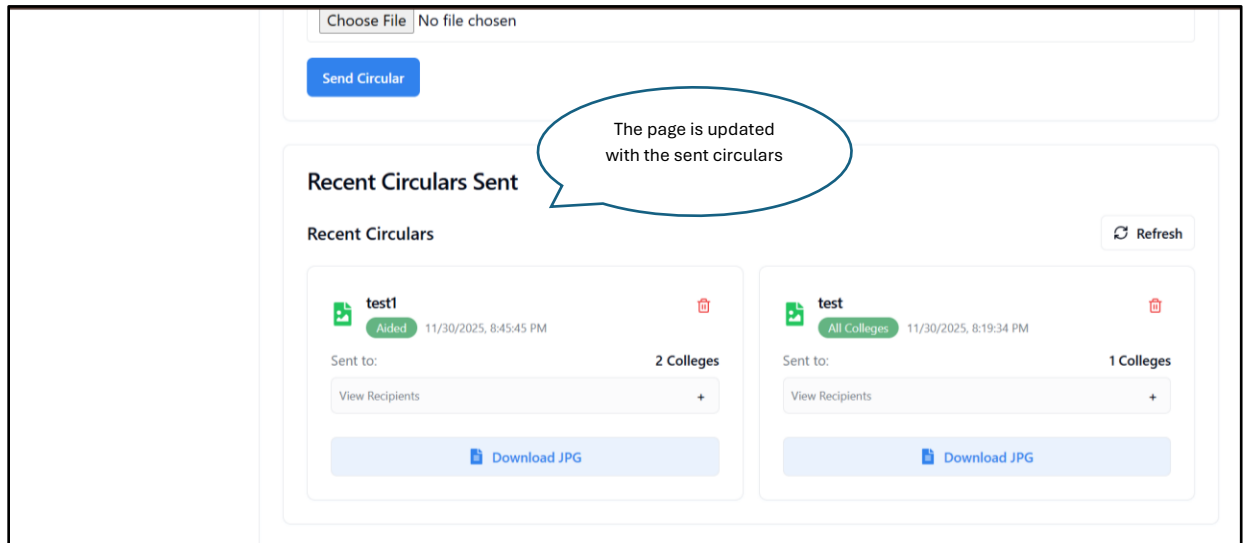 Choose File No file chosen
Send Circular
The page is updated
with the sent circulars
Recent Circulars Sent
Recent Circulars
Refresh
test1
Aided 11/30/2025, 8:45:45 PM
Sent to: 2 Colleges
View Recipients +
Download JPG
test
All Colleges 11/30/2025, 8:19:34 PM
Sent to: 1 Colleges
View Recipients +
Download JPG